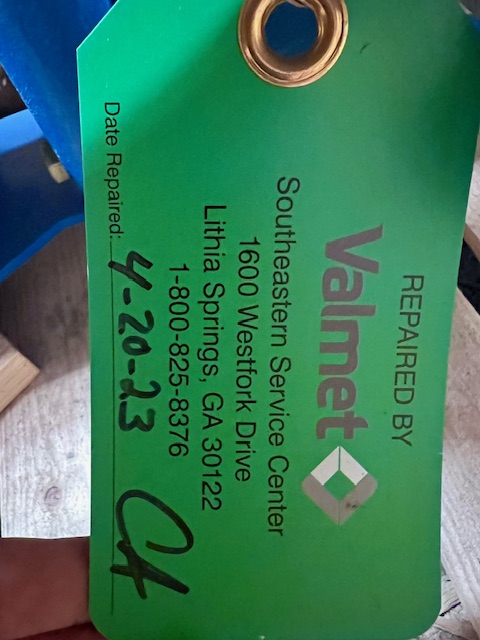 REPAIRED BY
Valmet
Southeastern Service Center
1600 Westfork Drive
Lithia Springs, GA 30122
1-800-825-8376
Date Repaired: 4-20-23 CA